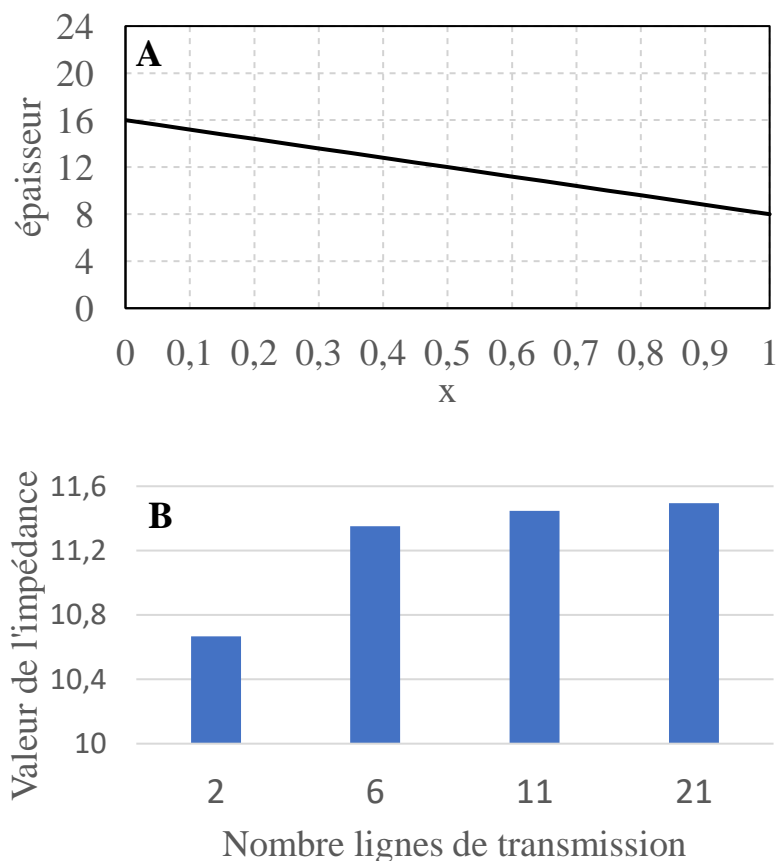 A
24
20
16
12
8
4
0
épaisseur
0 0,1 0,2 0,3 0,4 0,5 0,6 0,7 0,8 0,9 1
x
B
11,6
11,2
10,8
10,4
10
Valeur de l'impédance
2 6 11 21
Nombre lignes de transmission